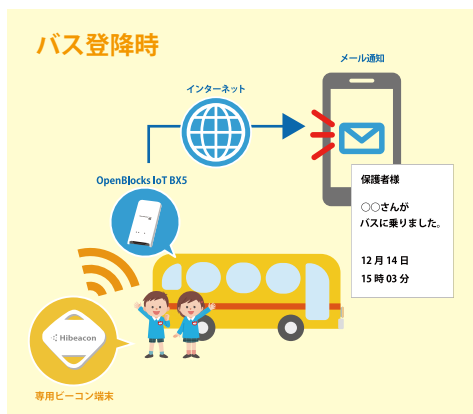 バス登降時
メール通知
インターネット
OpenBlocks IoT BX5
保護者様
○○さんが
バスに乗りました。
12月14日
15時03分
Hibeacon
専用ビーコン端末